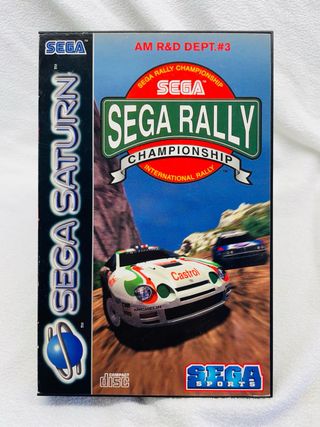 SEGA
SEGA SATURN
AM R&D DEPT.#3
SEGA RALLY CHAMPIONSHIP
SEGA
SEGA RALLY
CHAMPIONSHIP
INTERNATIONAL RALLY
Castrol
MICHELIN
COMPACT
disc
SEGA
SPORTS